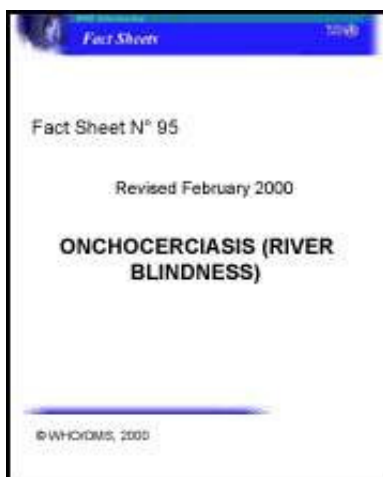 Fact Sheets
Fact Sheet N° 95
Revised February 2000
ONCHOCERCIASIS (RIVER
BLINDNESS)
© WHO/OMS, 2000